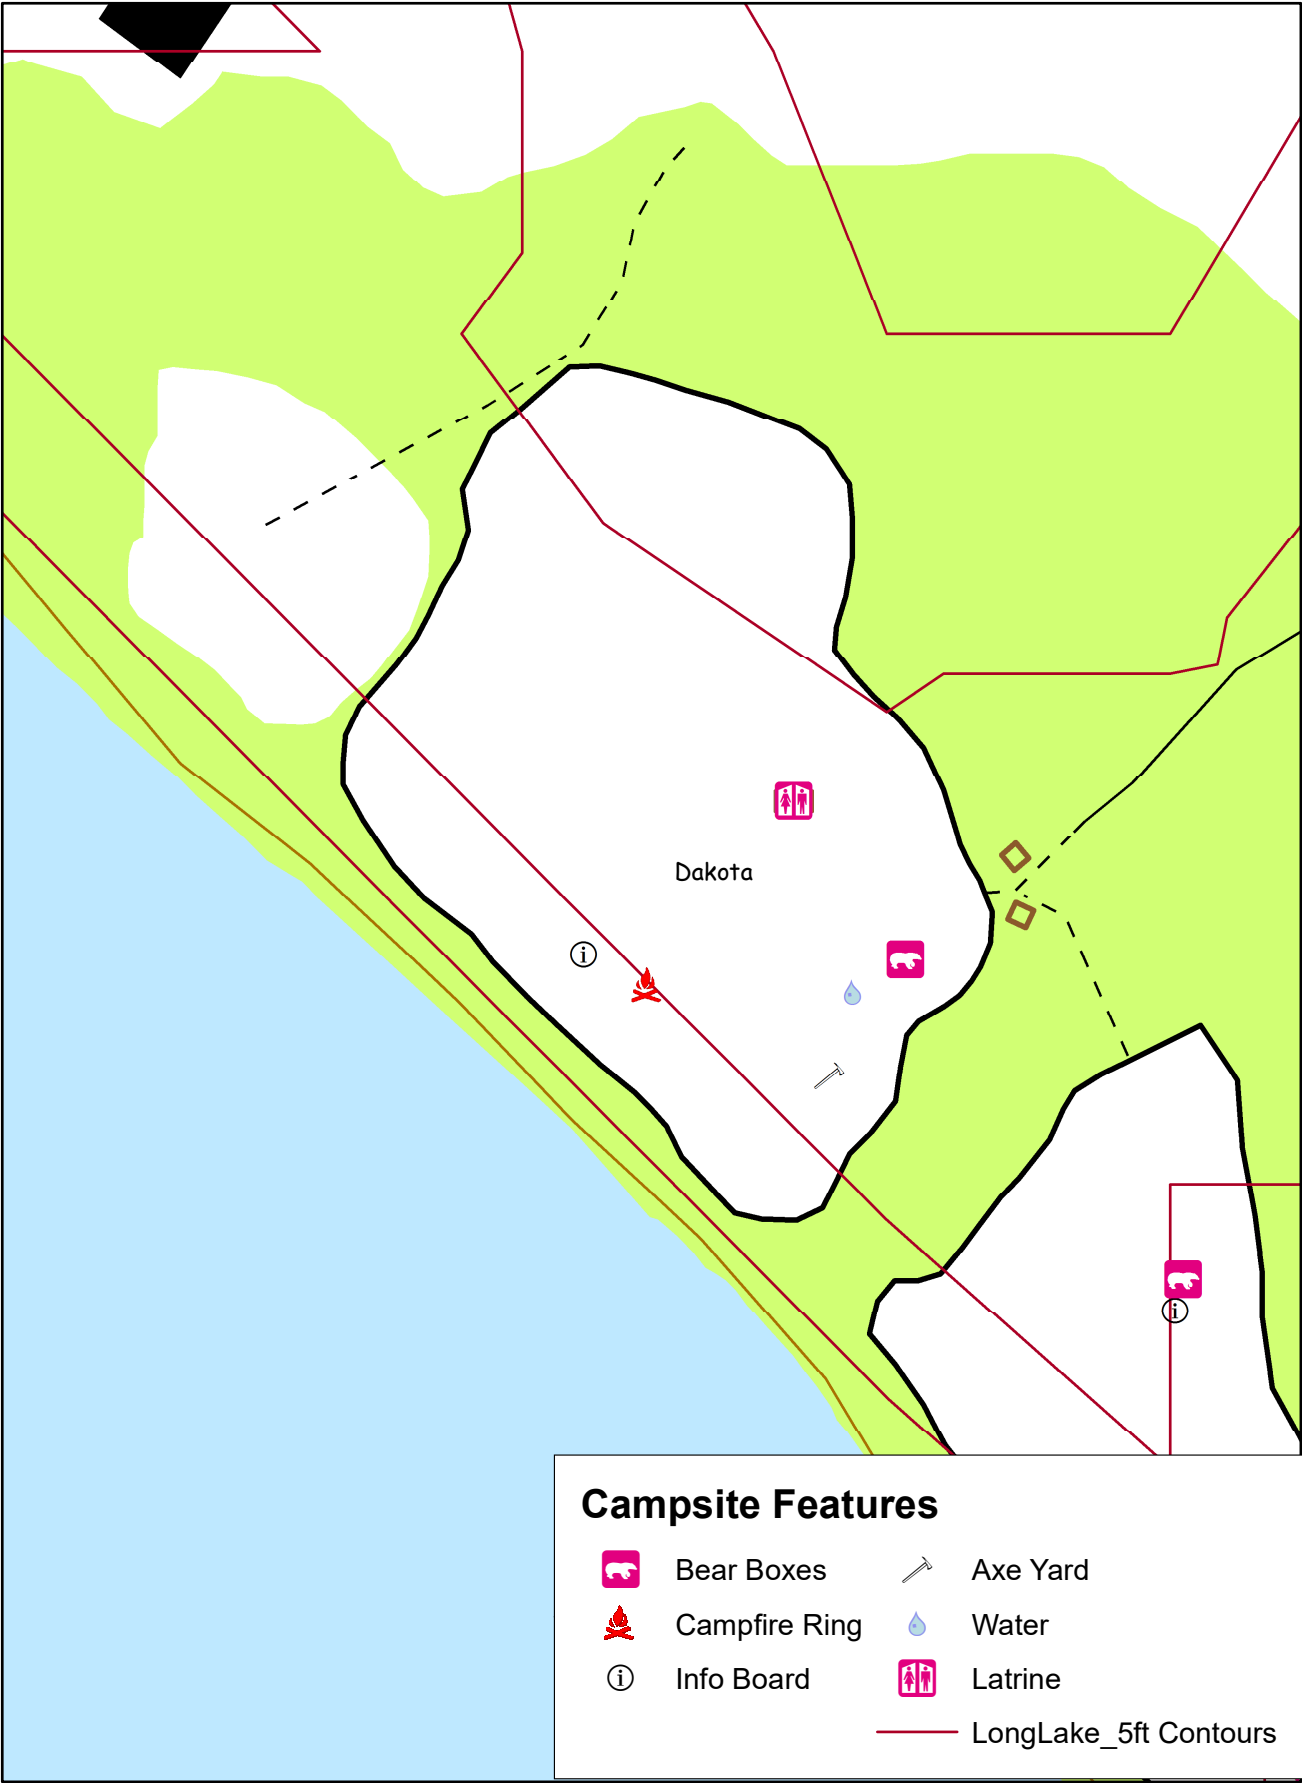 Dakota
Campsite Features
Bear Boxes
Axe Yard
Campfire Ring
Water
Info Board
Latrine
LongLake_5ft Contours